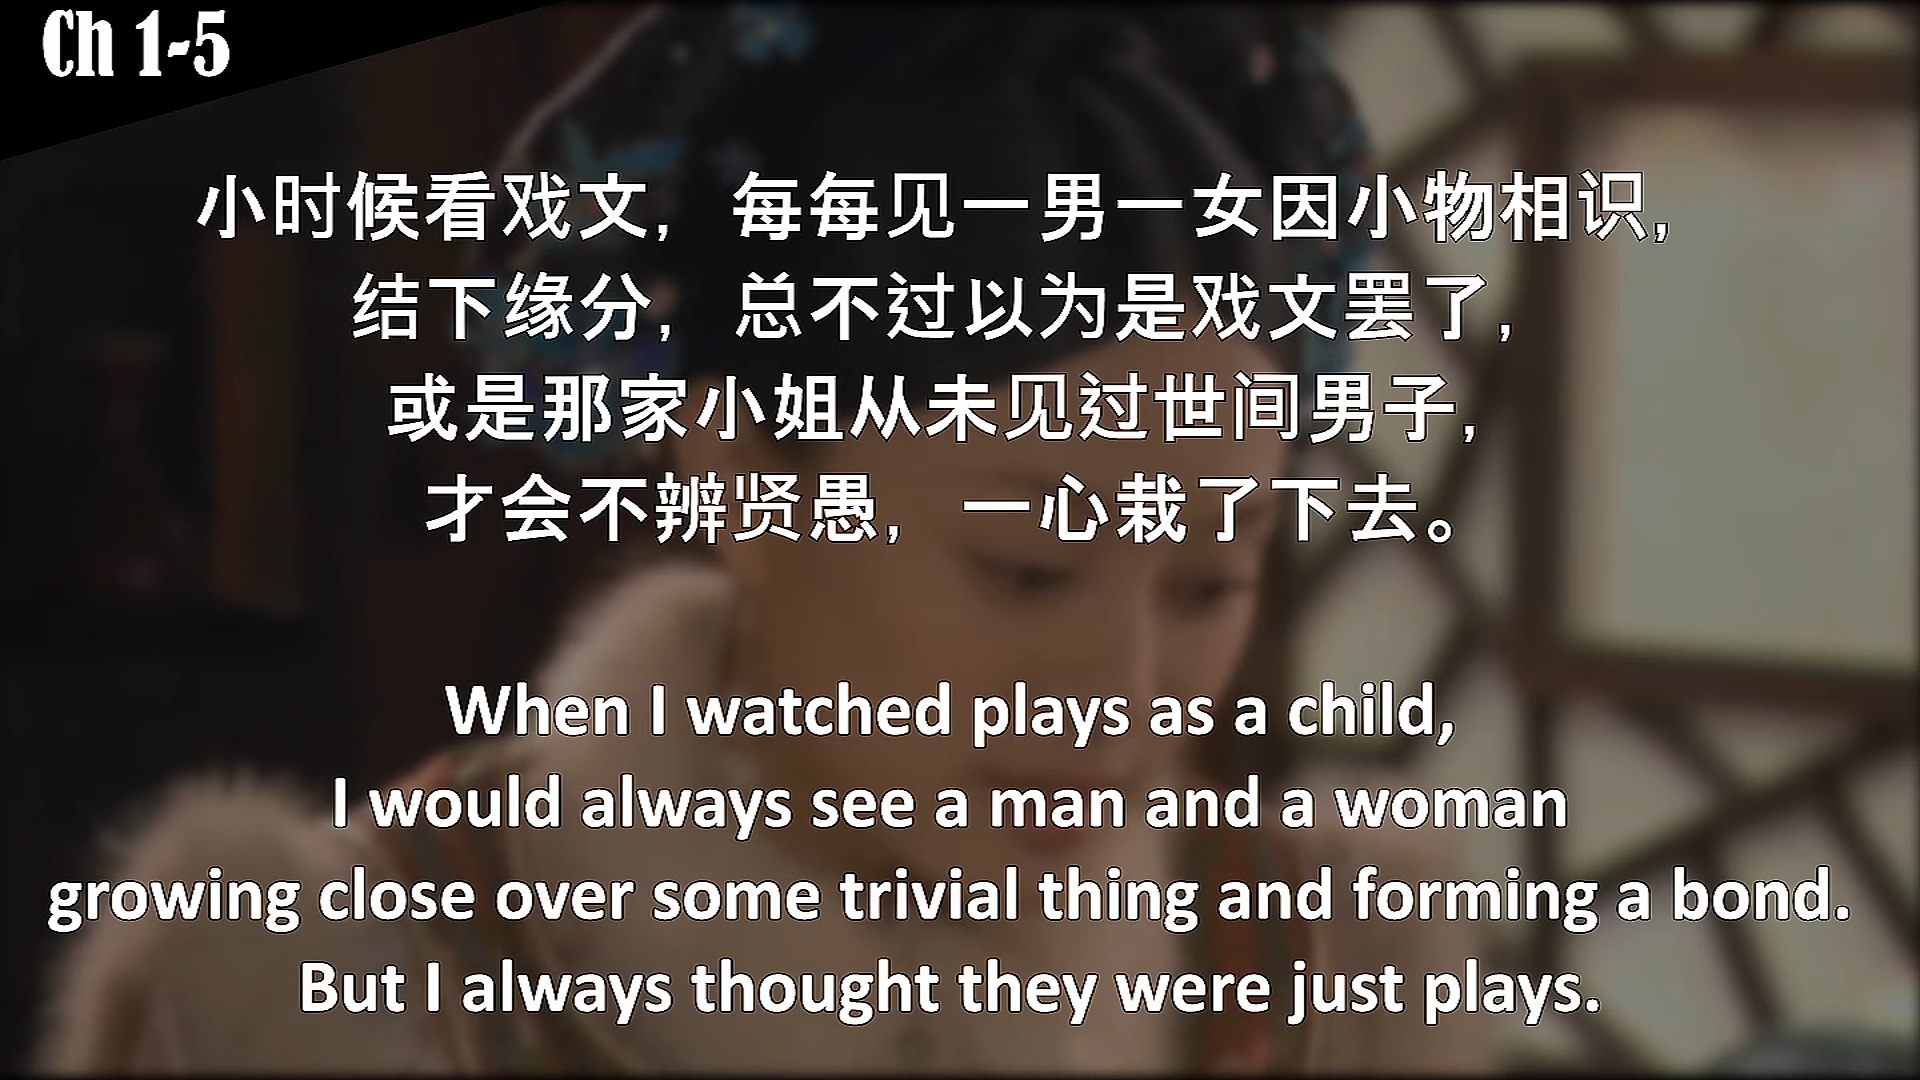 Ch 1-5
小时候看戏文，每每见一男一女因小物相识，
结下缘分，总不过以为是戏文罢了，
或是那家小姐从未见过世间男子，
才会不辨贤愚，一心栽了下去。
When I watched plays as a child,
I would always see a man and a woman
growing close over some trivial thing and forming a bond.
But I always thought they were just plays.